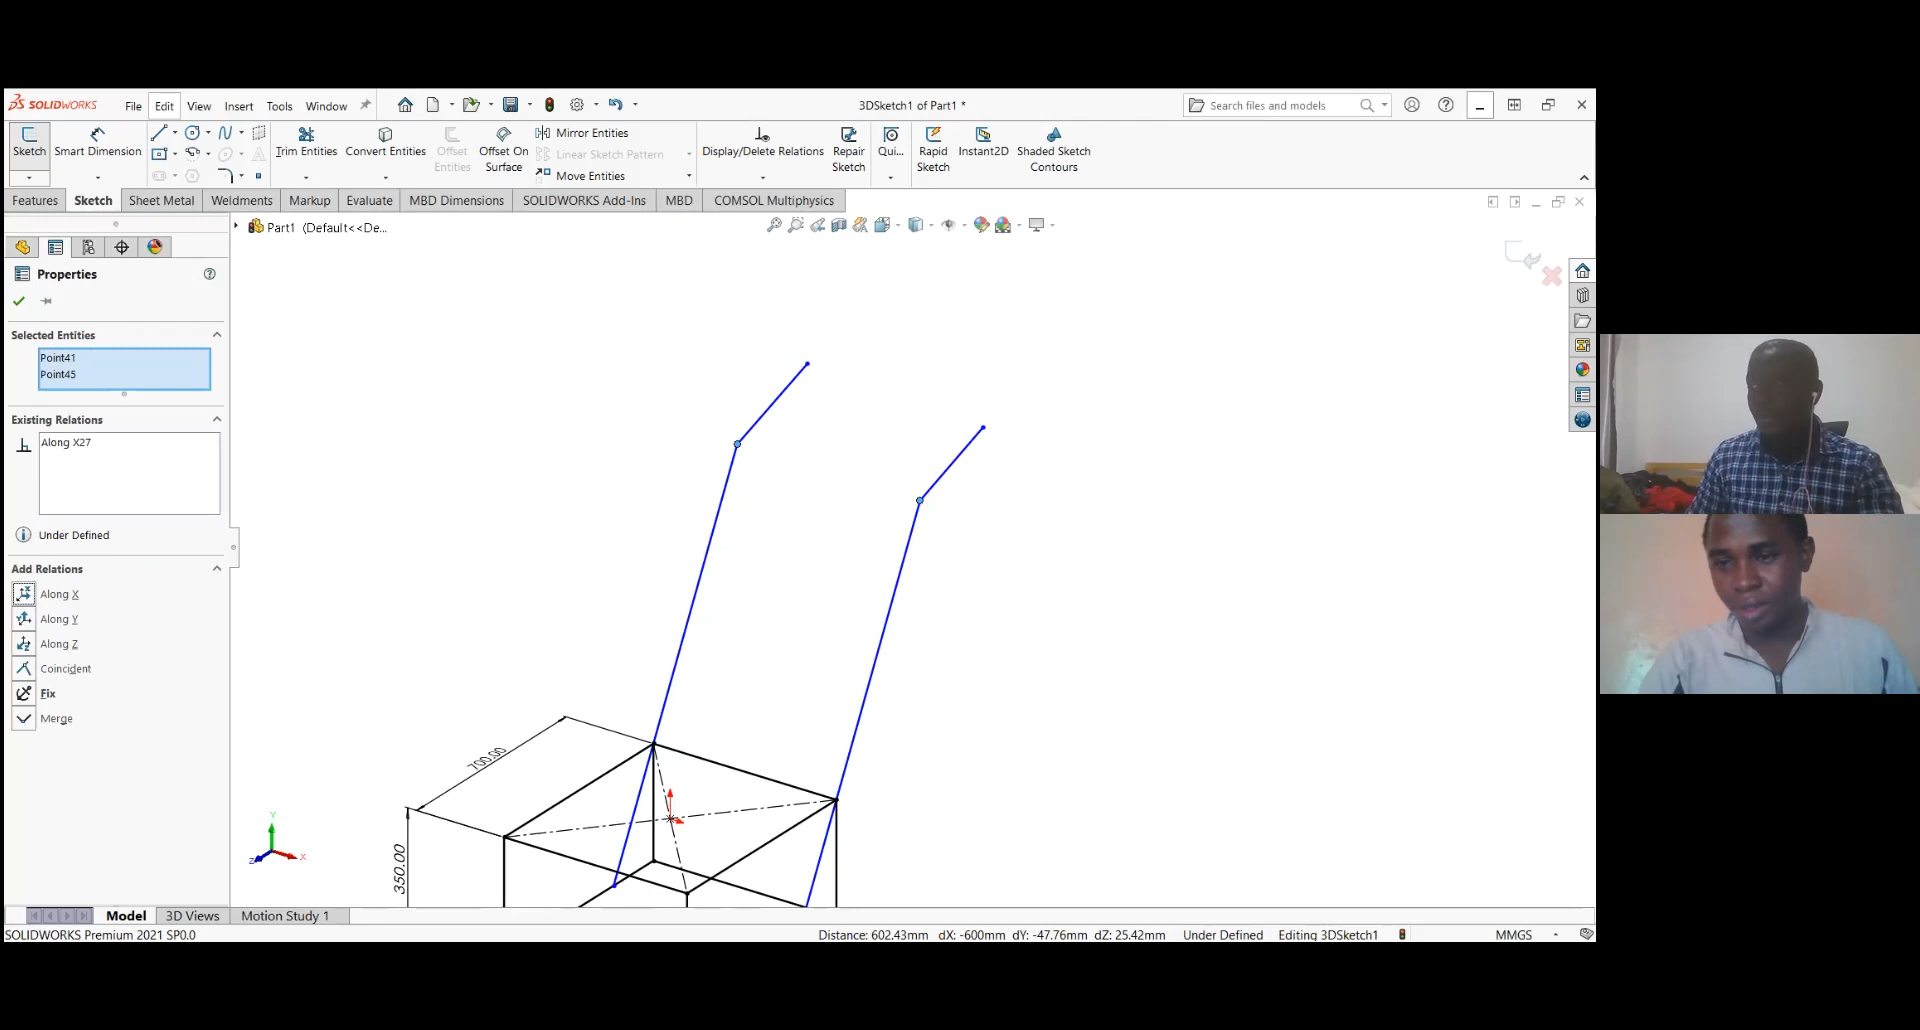 SOLIDWORKS File Edit View Insert Tools Window 3DSketch1 of Part1 * Search files and models
Sketch Smart Dimension Trim Entities Convert Entities Offset Entities Offset On Surface Mirror Entities Display/Delete Relations Repair Sketch Qui... Rapid Sketch Instant2D Shaded Sketch Contours
Linear Sketch Pattern
Move Entities
Features Sketch Sheet Metal Weldments Markup Evaluate MBD Dimensions SOLIDWORKS Add-Ins MBD COMSOL Multiphysics
Part1 (Default<<De...
Properties
Selected Entities
Point41
Point45
Existing Relations
Along X27
Under Defined
Add Relations
Along X
Along Y
Along Z
Coincident
Fix
Merge
700.00
350.00
Y
X
Z
Model 3D Views Motion Study 1
SOLIDWORKS Premium 2021 SP0.0 Distance: 602.43mm dX: -600mm dY: -47.76mm dZ: 25.42mm Under Defined Editing 3DSketch1 MMGS